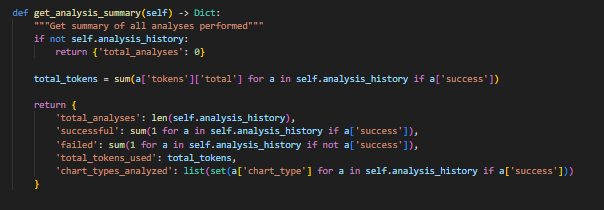 def get_analysis_summary(self) -> Dict:
    """Get summary of all analyses performed"""
    if not self.analysis_history:
        return {'total_analyses': 0}

    total_tokens = sum(a['tokens']['total'] for a in self.analysis_history if a['success'])

    return {
        'total_analyses': len(self.analysis_history),
        'successful': sum(1 for a in self.analysis_history if a['success']),
        'failed': sum(1 for a in self.analysis_history if not a['success']),
        'total_tokens_used': total_tokens,
        'chart_types_analyzed': list(set(a['chart_type'] for a in self.analysis_history if a['success']))
    }